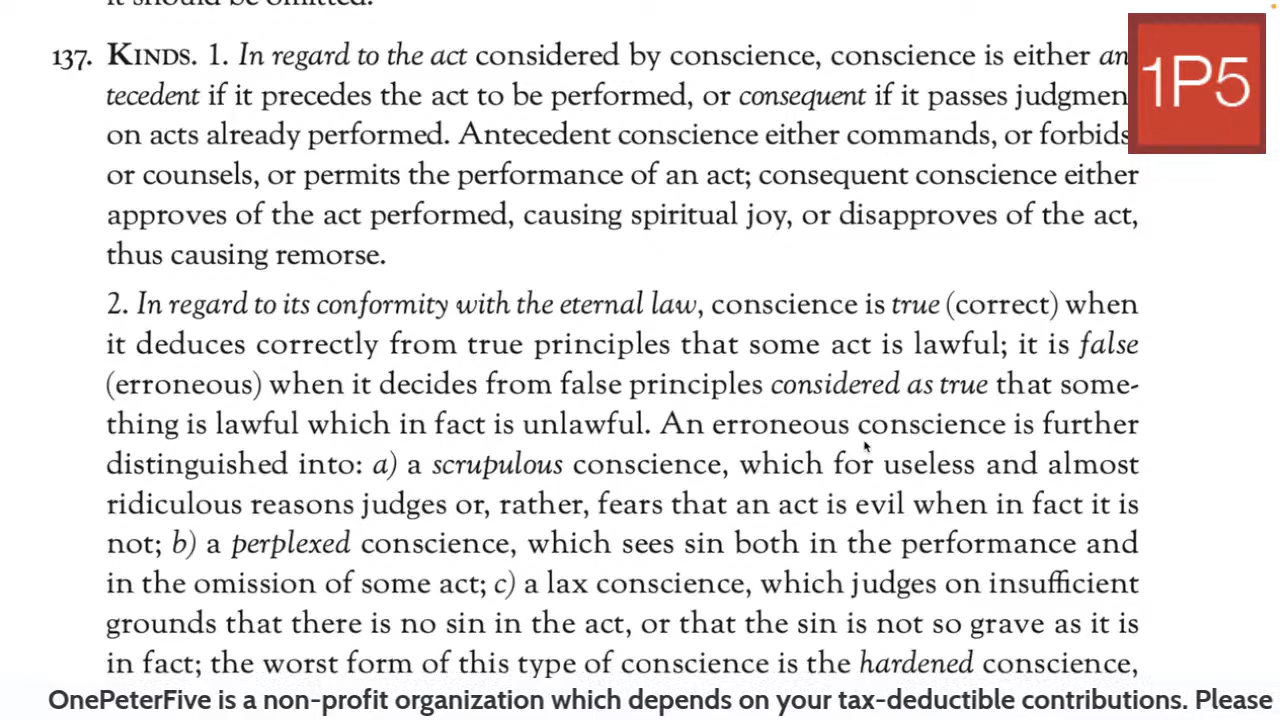 it should be omitted.
137. KINDS. 1. In regard to the act considered by conscience, conscience is either an
tecedent if it precedes the act to be performed, or consequent if it passes judgmen
on acts already performed. Antecedent conscience either commands, or forbids
or counsels, or permits the performance of an act; consequent conscience either
approves of the act performed, causing spiritual joy, or disapproves of the act,
thus causing remorse.
2. In regard to its conformity with the eternal law, conscience is true (correct) when
it deduces correctly from true principles that some act is lawful; it is false
(erroneous) when it decides from false principles considered as true that some-
thing is lawful which in fact is unlawful. An erroneous conscience is further
distinguished into: a) a scrupulous conscience, which for useless and almost
ridiculous reasons judges or, rather, fears that an act is evil when in fact it is
not; b) a perplexed conscience, which sees sin both in the performance and
in the omission of some act; c) a lax conscience, which judges on insufficient
grounds that there is no sin in the act, or that the sin is not so grave as it is
in fact; the worst form of this type of conscience is the hardened conscience,
1P5
OnePeterFive is a non-profit organization which depends on your tax-deductible contributions. Please